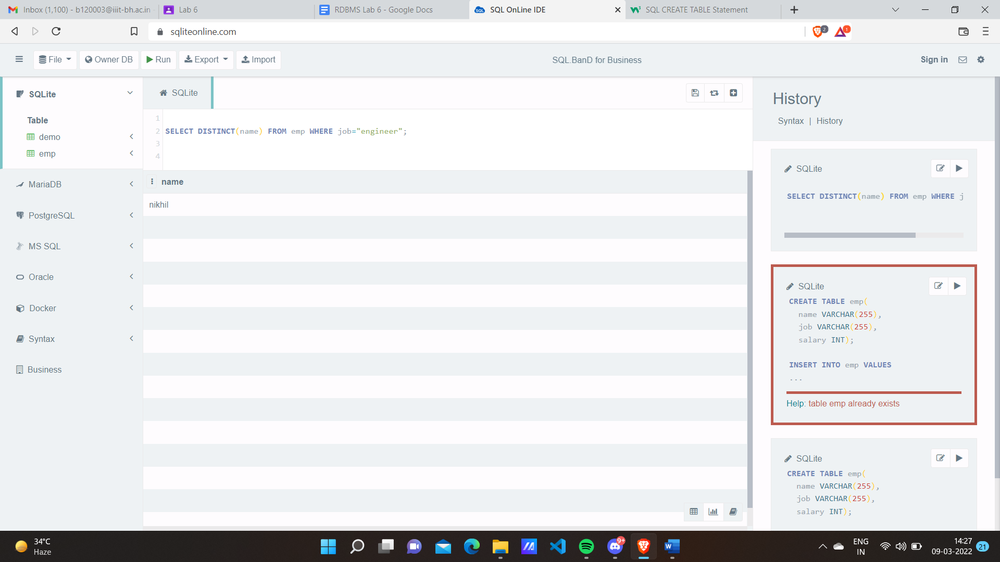 Inbox (1,100) - b120003@iiit-bh.ac.in
Lab 6
RDBMS Lab 6 - Google Docs
SQL OnLine IDE
SQL CREATE TABLE Statement
sqliteonline.com
2
1
File
Owner DB
Run
Export
Import
SQL.BanD for Business
Sign in
SQLite
Table
demo
emp
MariaDB
PostgreSQL
MS SQL
Oracle
Docker
Syntax
Business
SQLite
1
2 SELECT DISTINCT(name) FROM emp WHERE job="engineer";
3
4
name
nikhil
History
Syntax | History
SQLite
SELECT DISTINCT(name) FROM emp WHERE j
SQLite
CREATE TABLE emp(
name VARCHAR(255),
job VARCHAR(255),
salary INT);
INSERT INTO emp VALUES
...
Help: table emp already exists
SQLite
CREATE TABLE emp(
name VARCHAR(255),
job VARCHAR(255),
salary INT);
34°C
Haze
9+
ENG
IN
14:27
09-03-2022
21